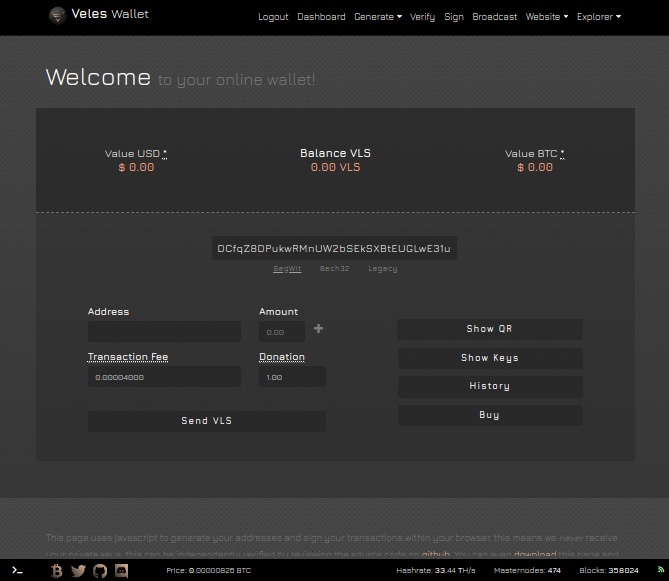 Veles Wallet
Logout Dashboard Generate Verify Sign Broadcast Website Explorer
Welcome to your online wallet!
Value USD * Balance VLS Value BTC *
$ 0.00 0.00 VLS $ 0.00
DCfqZ8DPukwRMnUW2bSEkSXBtEUGLwE31u
SegWit Bech32 Legacy
Address Amount
0.00 +
Show QR
Transaction Fee Donation
Show Keys
0.00004000 1.00
History
Buy
Send VLS
This page uses javascript to generate your addresses and sign your transactions within your browser, this means we never receive
your private keys, this can be independently verified by reviewing the source code on github. You can even download this page and
Price: 0.00000826 BTC Hashrate: 33.44 TH/s Masternodes: 474 Blocks: 358024